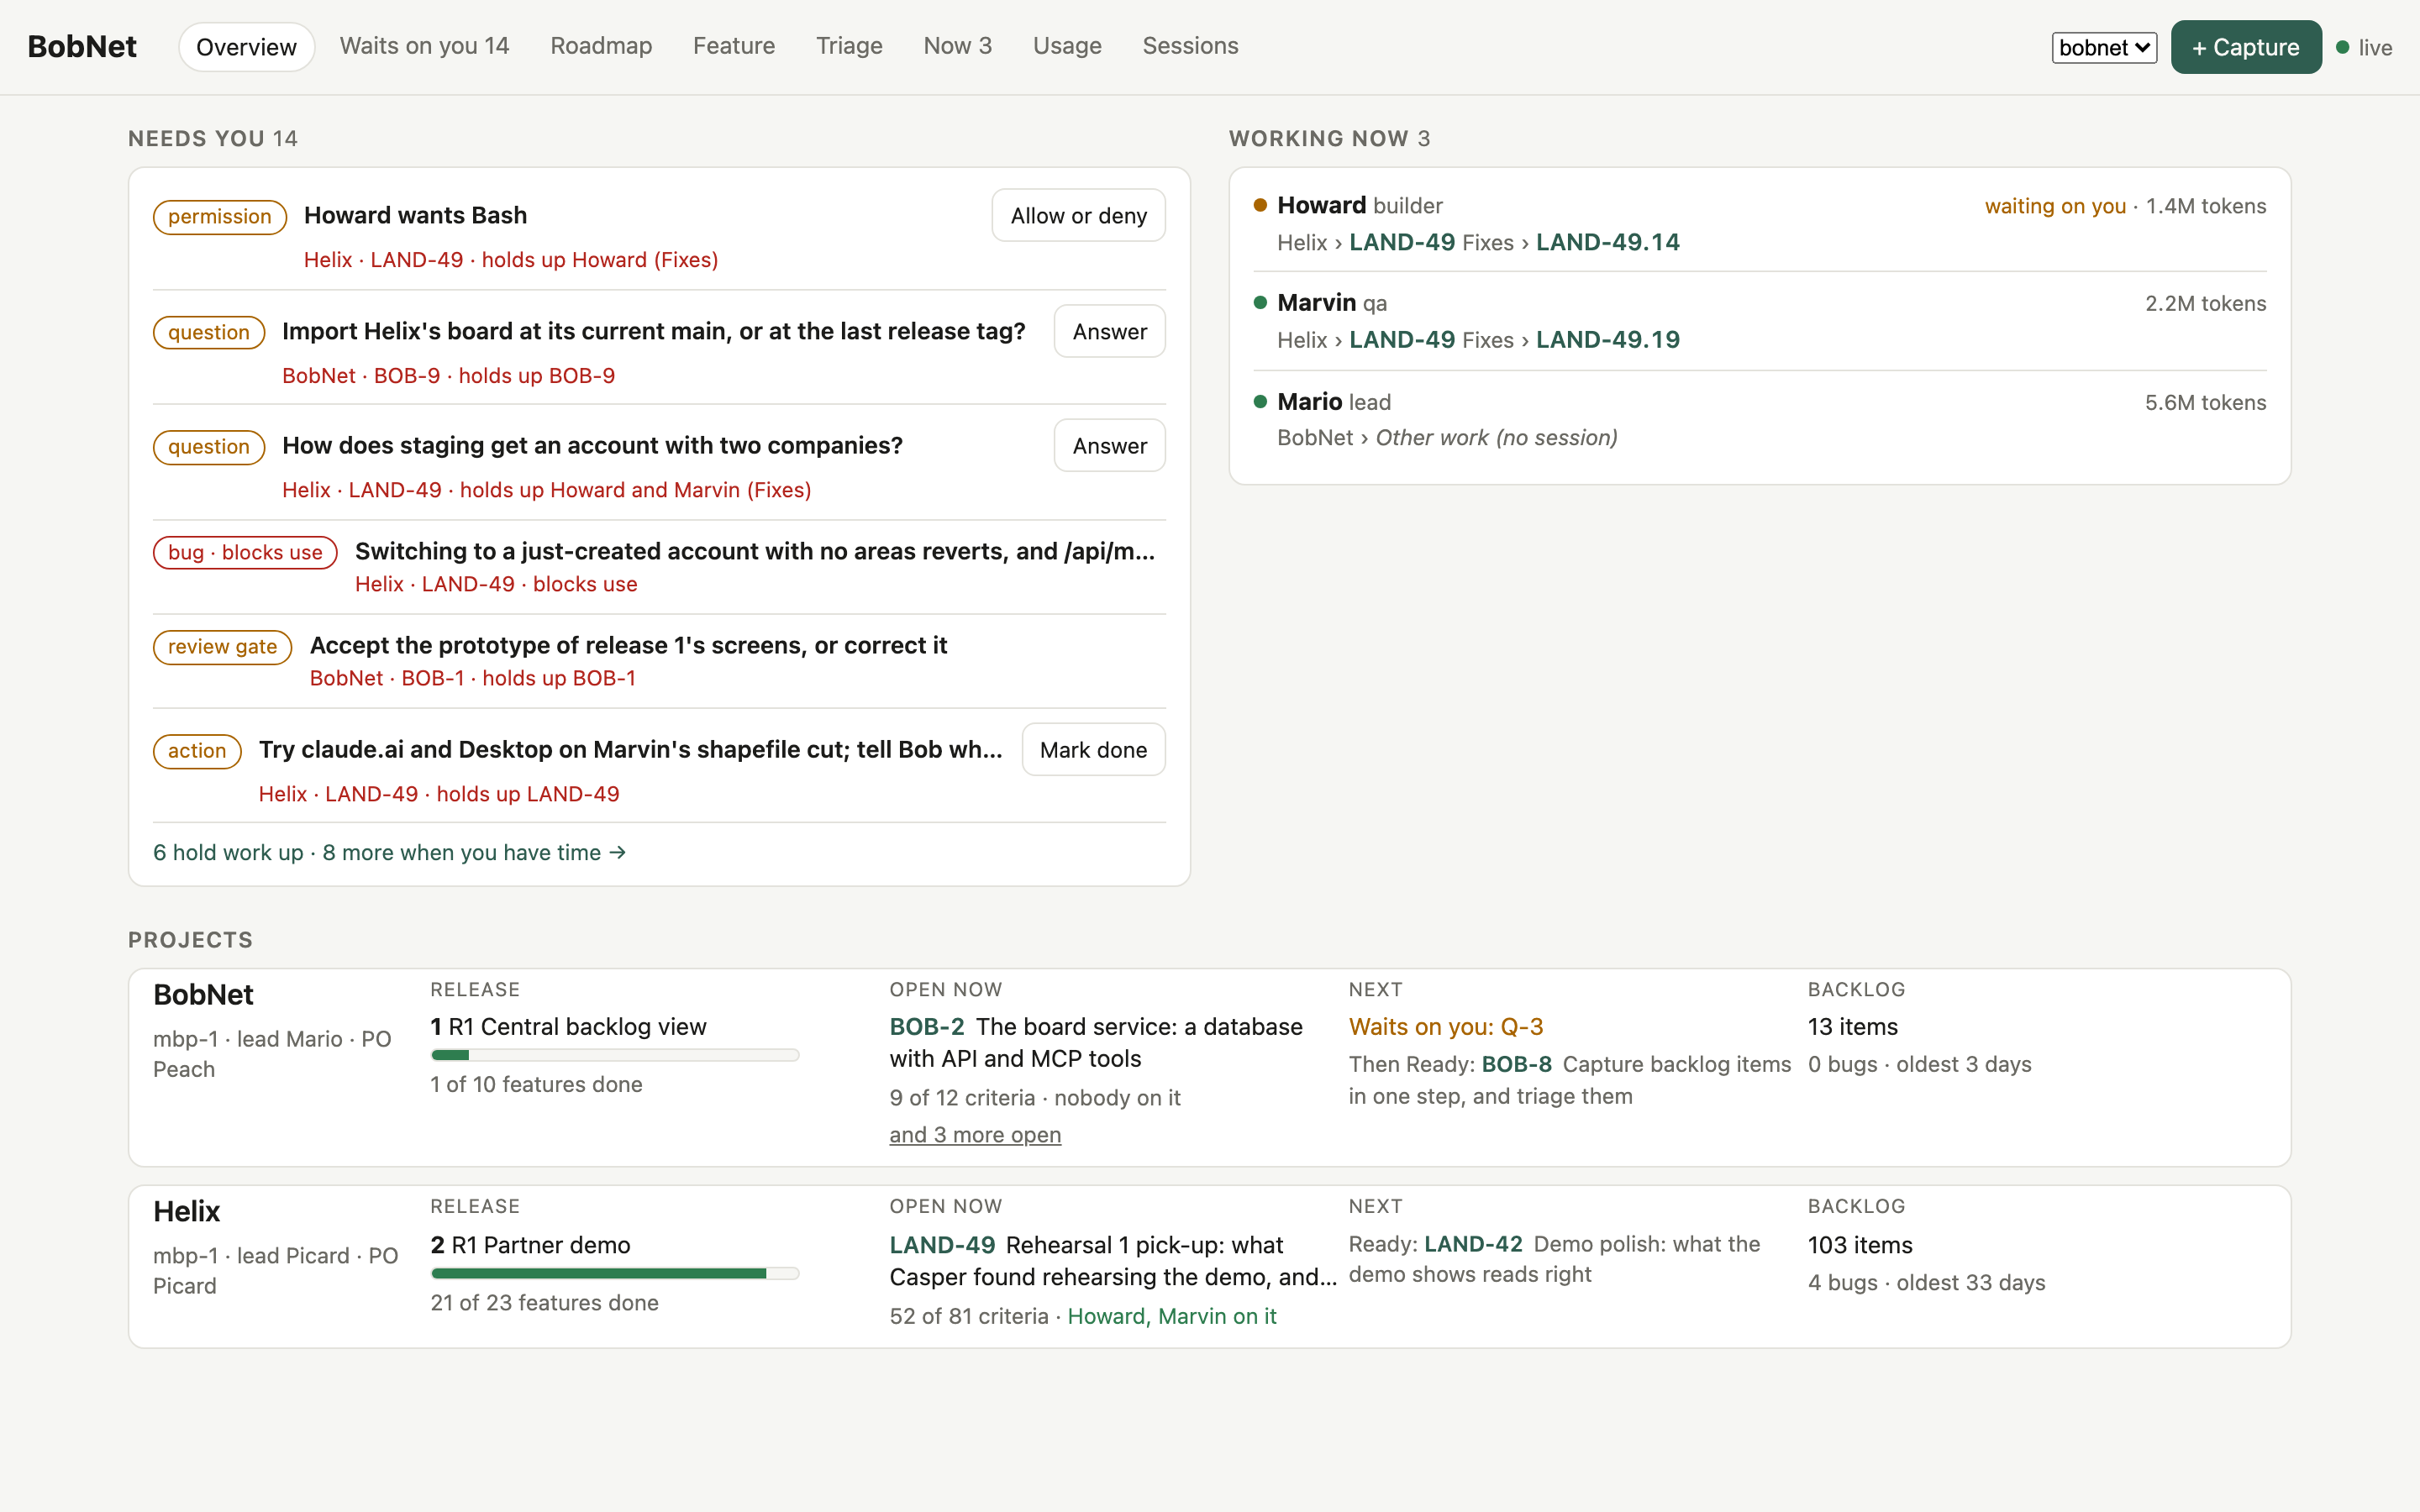 BobNet
Overview
Waits on you 14
Roadmap
Feature
Triage
Now 3
Usage
Sessions
bobnet
+ Capture
live
NEEDS YOU 14
permission
Howard wants Bash
Allow or deny
Helix · LAND-49 · holds up Howard (Fixes)
question
Import Helix's board at its current main, or at the last release tag?
Answer
BobNet · BOB-9 · holds up BOB-9
question
How does staging get an account with two companies?
Answer
Helix · LAND-49 · holds up Howard and Marvin (Fixes)
bug · blocks use
Switching to a just-created account with no areas reverts, and /api/m...
Helix · LAND-49 · blocks use
review gate
Accept the prototype of release 1's screens, or correct it
BobNet · BOB-1 · holds up BOB-1
action
Try claude.ai and Desktop on Marvin's shapefile cut; tell Bob wh...
Mark done
Helix · LAND-49 · holds up LAND-49
6 hold work up · 8 more when you have time →
WORKING NOW 3
Howard builder
waiting on you · 1.4M tokens
Helix › LAND-49 Fixes › LAND-49.14
Marvin qa
2.2M tokens
Helix › LAND-49 Fixes › LAND-49.19
Mario lead
5.6M tokens
BobNet › Other work (no session)
PROJECTS
BobNet
mbp-1 · lead Mario · PO
Peach
RELEASE
1 R1 Central backlog view
1 of 10 features done
OPEN NOW
BOB-2 The board service: a database
with API and MCP tools
9 of 12 criteria · nobody on it
and 3 more open
NEXT
Waits on you: Q-3
Then Ready: BOB-8 Capture backlog items
in one step, and triage them
BACKLOG
13 items
0 bugs · oldest 3 days
Helix
mbp-1 · lead Picard · PO
Picard
RELEASE
2 R1 Partner demo
21 of 23 features done
OPEN NOW
LAND-49 Rehearsal 1 pick-up: what
Casper found rehearsing the demo, and...
52 of 81 criteria · Howard, Marvin on it
NEXT
Ready: LAND-42 Demo polish: what the
demo shows reads right
BACKLOG
103 items
4 bugs · oldest 33 days